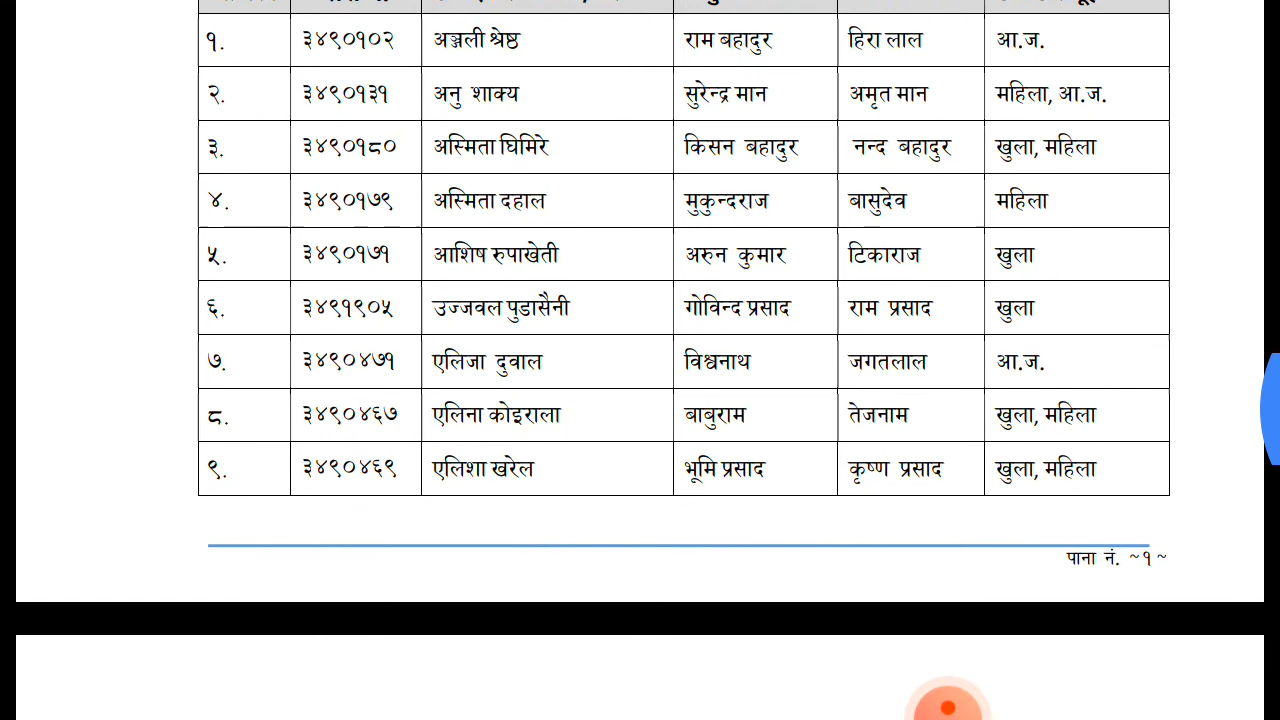 १. ३४९०१०२ अञ्जली श्रेष्ठ राम बहादुर हिरा लाल आ.ज.
२. ३४९०१३१ अनु शाक्य सुरेन्द्र मान अमृत मान महिला, आ.ज.
३. ३४९०१८० अस्मिता घिमिरे किसन बहादुर नन्द बहादुर खुला, महिला
४. ३४९०१७९ अस्मिता दहाल मुकुन्दराज बासुदेव महिला
५. ३४९०१७१ आशिष रुपाखेती अरुन कुमार टिकाराज खुला
६. ३४९१९०५ उज्जवल पुडासैनी गोविन्द प्रसाद राम प्रसाद खुला
७. ३४९०४७१ एलिजा दुवाल विश्वनाथ जगतलाल आ.ज.
८. ३४९०४६७ एलिना कोइराला बाबुराम तेजनाम खुला, महिला
९. ३४९०४६९ एलिशा खरेल भूमि प्रसाद कृष्ण प्रसाद खुला, महिला
पाना नं. ~१~